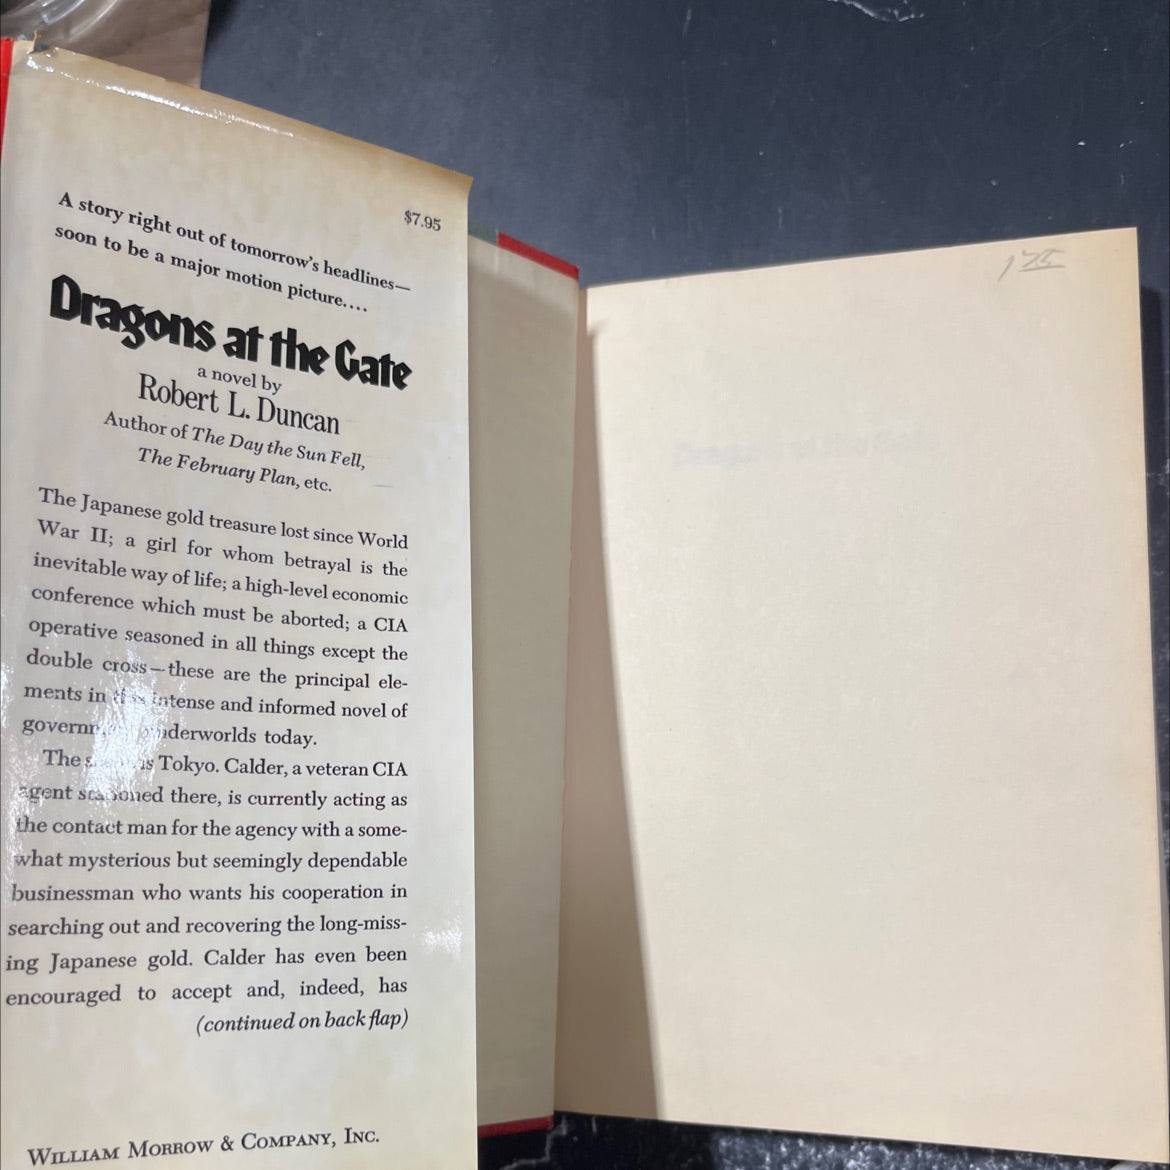 A story right out of tomorrow's headlines—
$7.95
soon to be a major motion picture....
Dragons at the Gate
a novel by
Robert L. Duncan
Author of The Day the Sun Fell,
The February Plan, etc.
The Japanese gold treasure lost since World
War II; a girl for whom betrayal is the
inevitable way of life; a high-level economic
conference which must be aborted; a CIA
operative seasoned in all things except the
double cross—these are the principal ele-
ments in this intense and informed novel of
underworlds today.
The is Tokyo. Calder, a veteran CIA
agent there, is currently acting as
the contact man for the agency with a some-
what mysterious but seemingly dependable
businessman who wants his cooperation in
searching out and recovering the long-miss-
ing Japanese gold. Calder has even been
encouraged to accept and, indeed, has
(continued on back flap)
WILLIAM MORROW & COMPANY, INC.
175